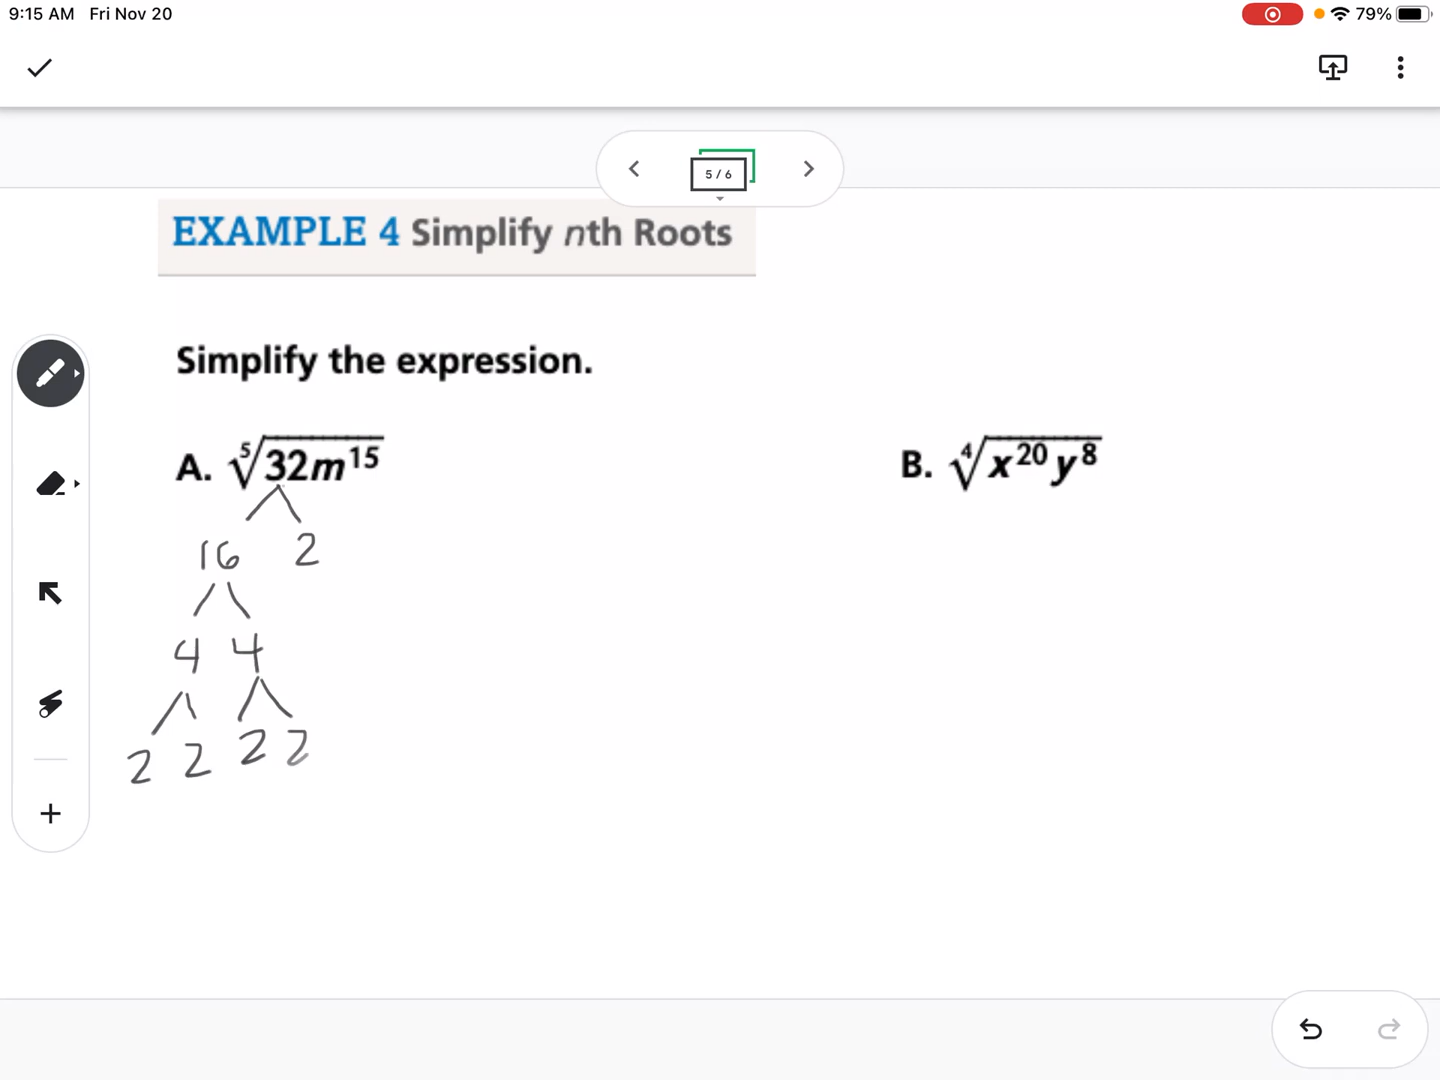 9:15 AM Fri Nov 20
79%
5 / 6
EXAMPLE 4 Simplify nth Roots
Simplify the expression.
A. ⁵√32m¹⁵
B. ⁴√x²⁰y⁸
16 2
4 4
2 2 2 2